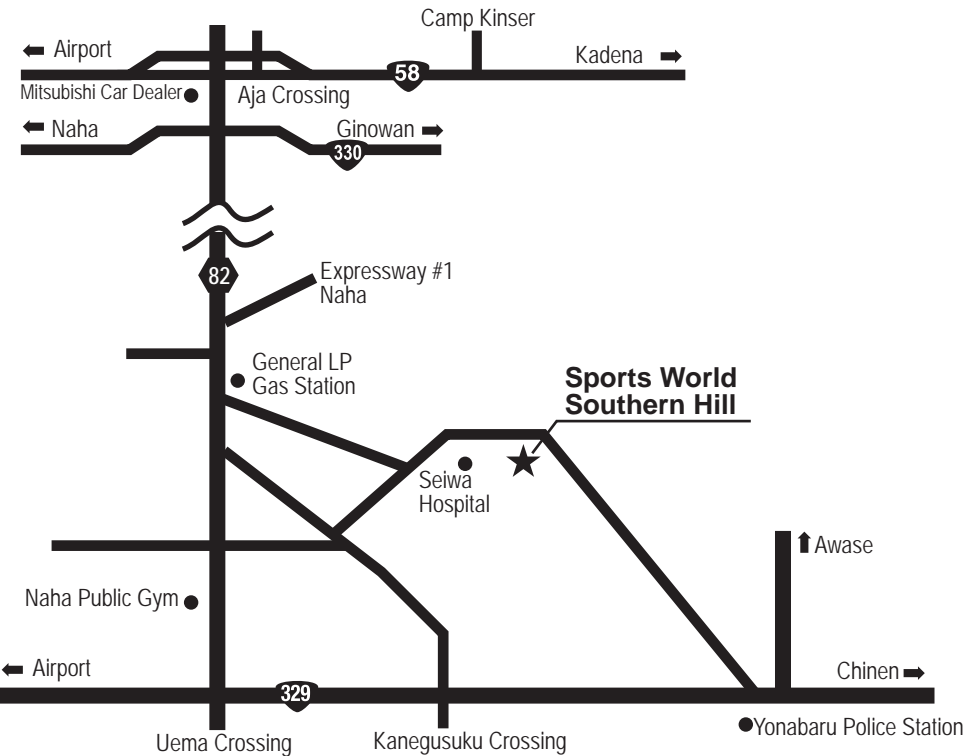 Camp Kinser
Airport
Kadena
58
Mitsubishi Car Dealer
Aja Crossing
Naha
Ginowan
330
82
Expressway #1
Naha
General LP
Gas Station
Sports World
Southern Hill
Seiwa
Hospital
Awase
Naha Public Gym
Airport
Chinen
329
Yonabaru Police Station
Uema Crossing
Kanegusuku Crossing